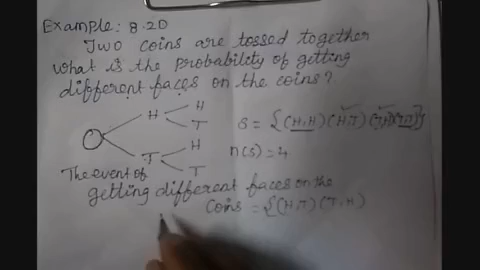 Example: 8.20
Two coins are tossed together
what is the probability of getting
different faces on the coins?
H
H
T
T
H
T
S = {(H,H) (H,T) (T,H) (T,T)}
n(s) = 4
The event of
getting different faces on the
coins = {(H,T) (T,H)